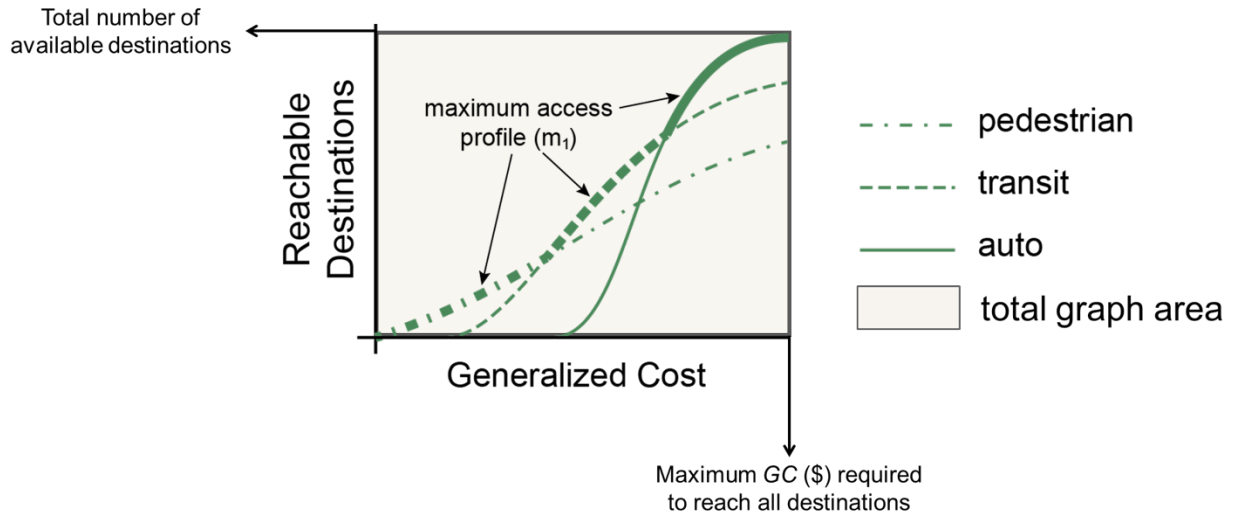 Total number of
available destinations
Reachable
Destinations
maximum access
profile (m₁)
pedestrian
transit
auto
total graph area
Generalized Cost
Maximum GC ($) required
to reach all destinations